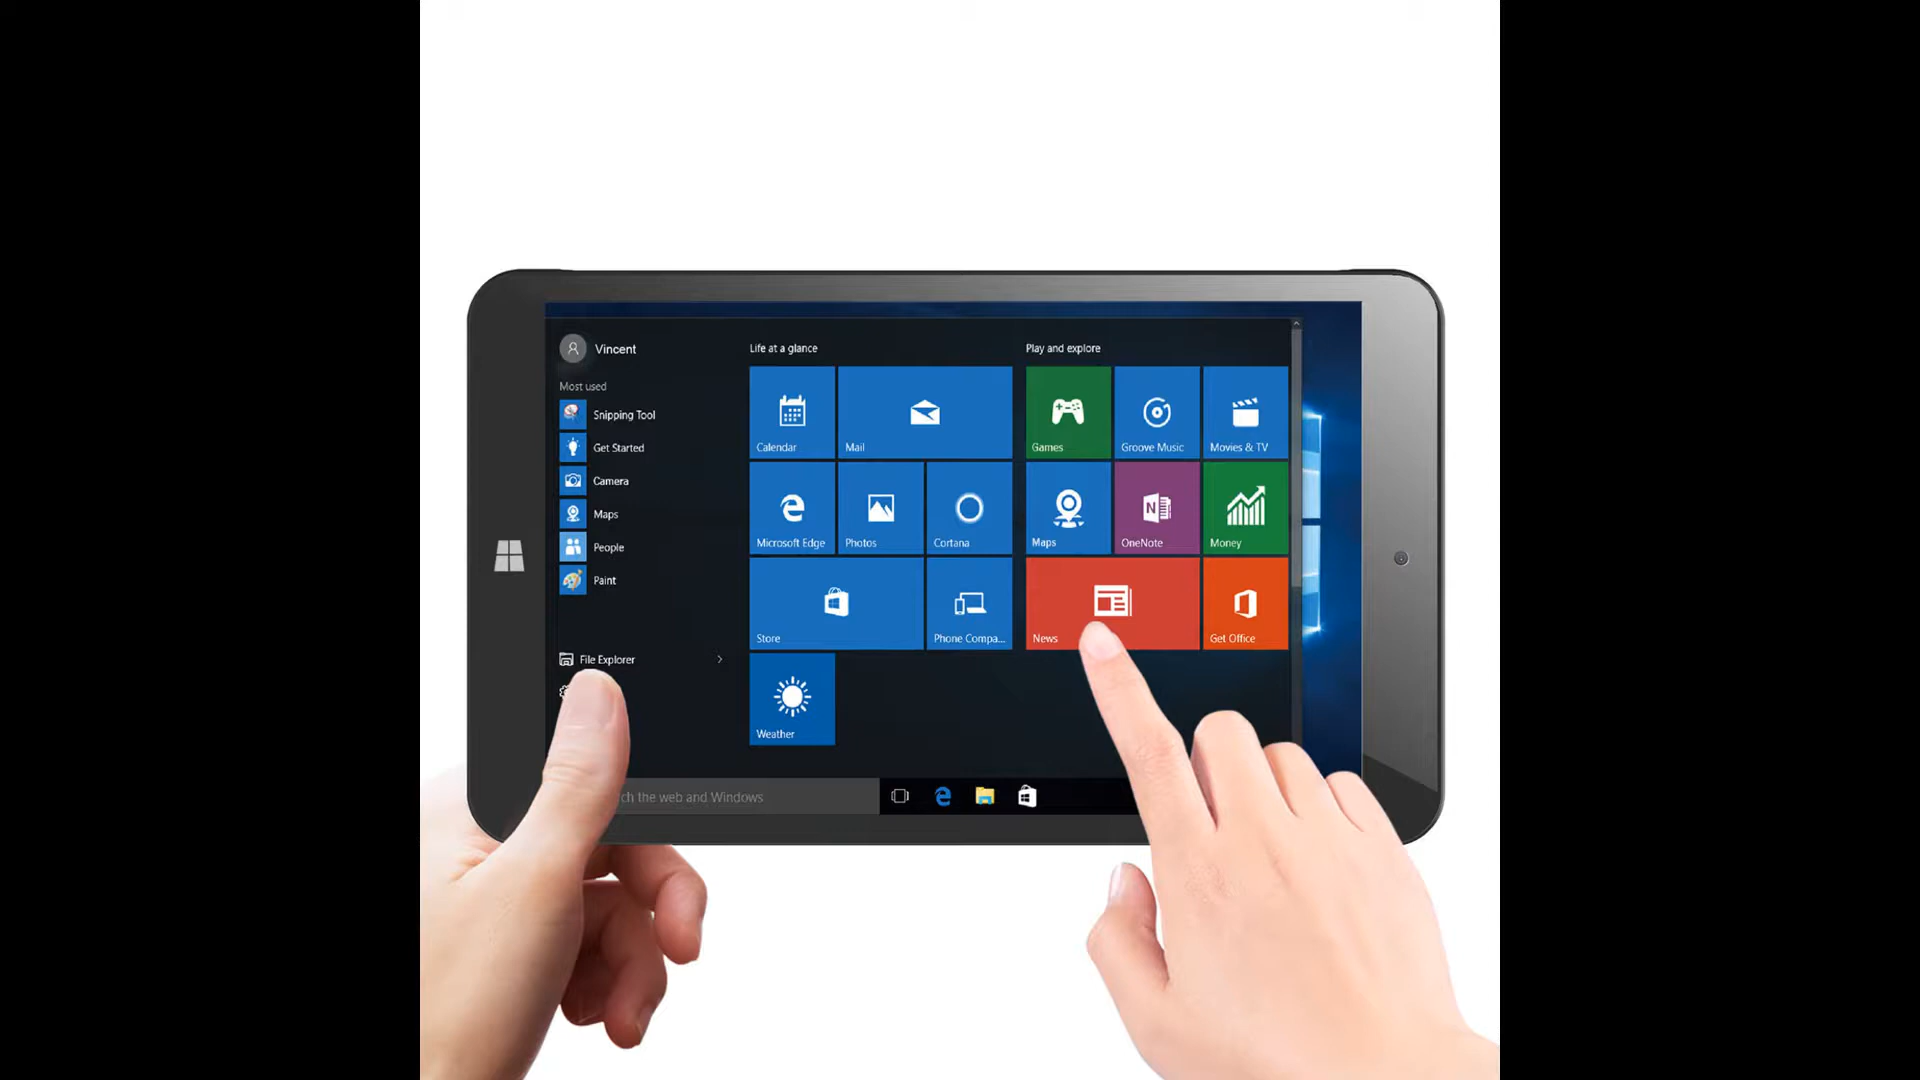 Vincent
Most used
Snipping Tool
Get Started
Camera
Maps
People
Paint
File Explorer
Life at a glance
Calendar
Mail
Microsoft Edge
Photos
Cortana
Store
Phone Compa...
Weather
Play and explore
Games
Groove Music
Movies & TV
Maps
OneNote
Money
News
Get Office
the web and Windows